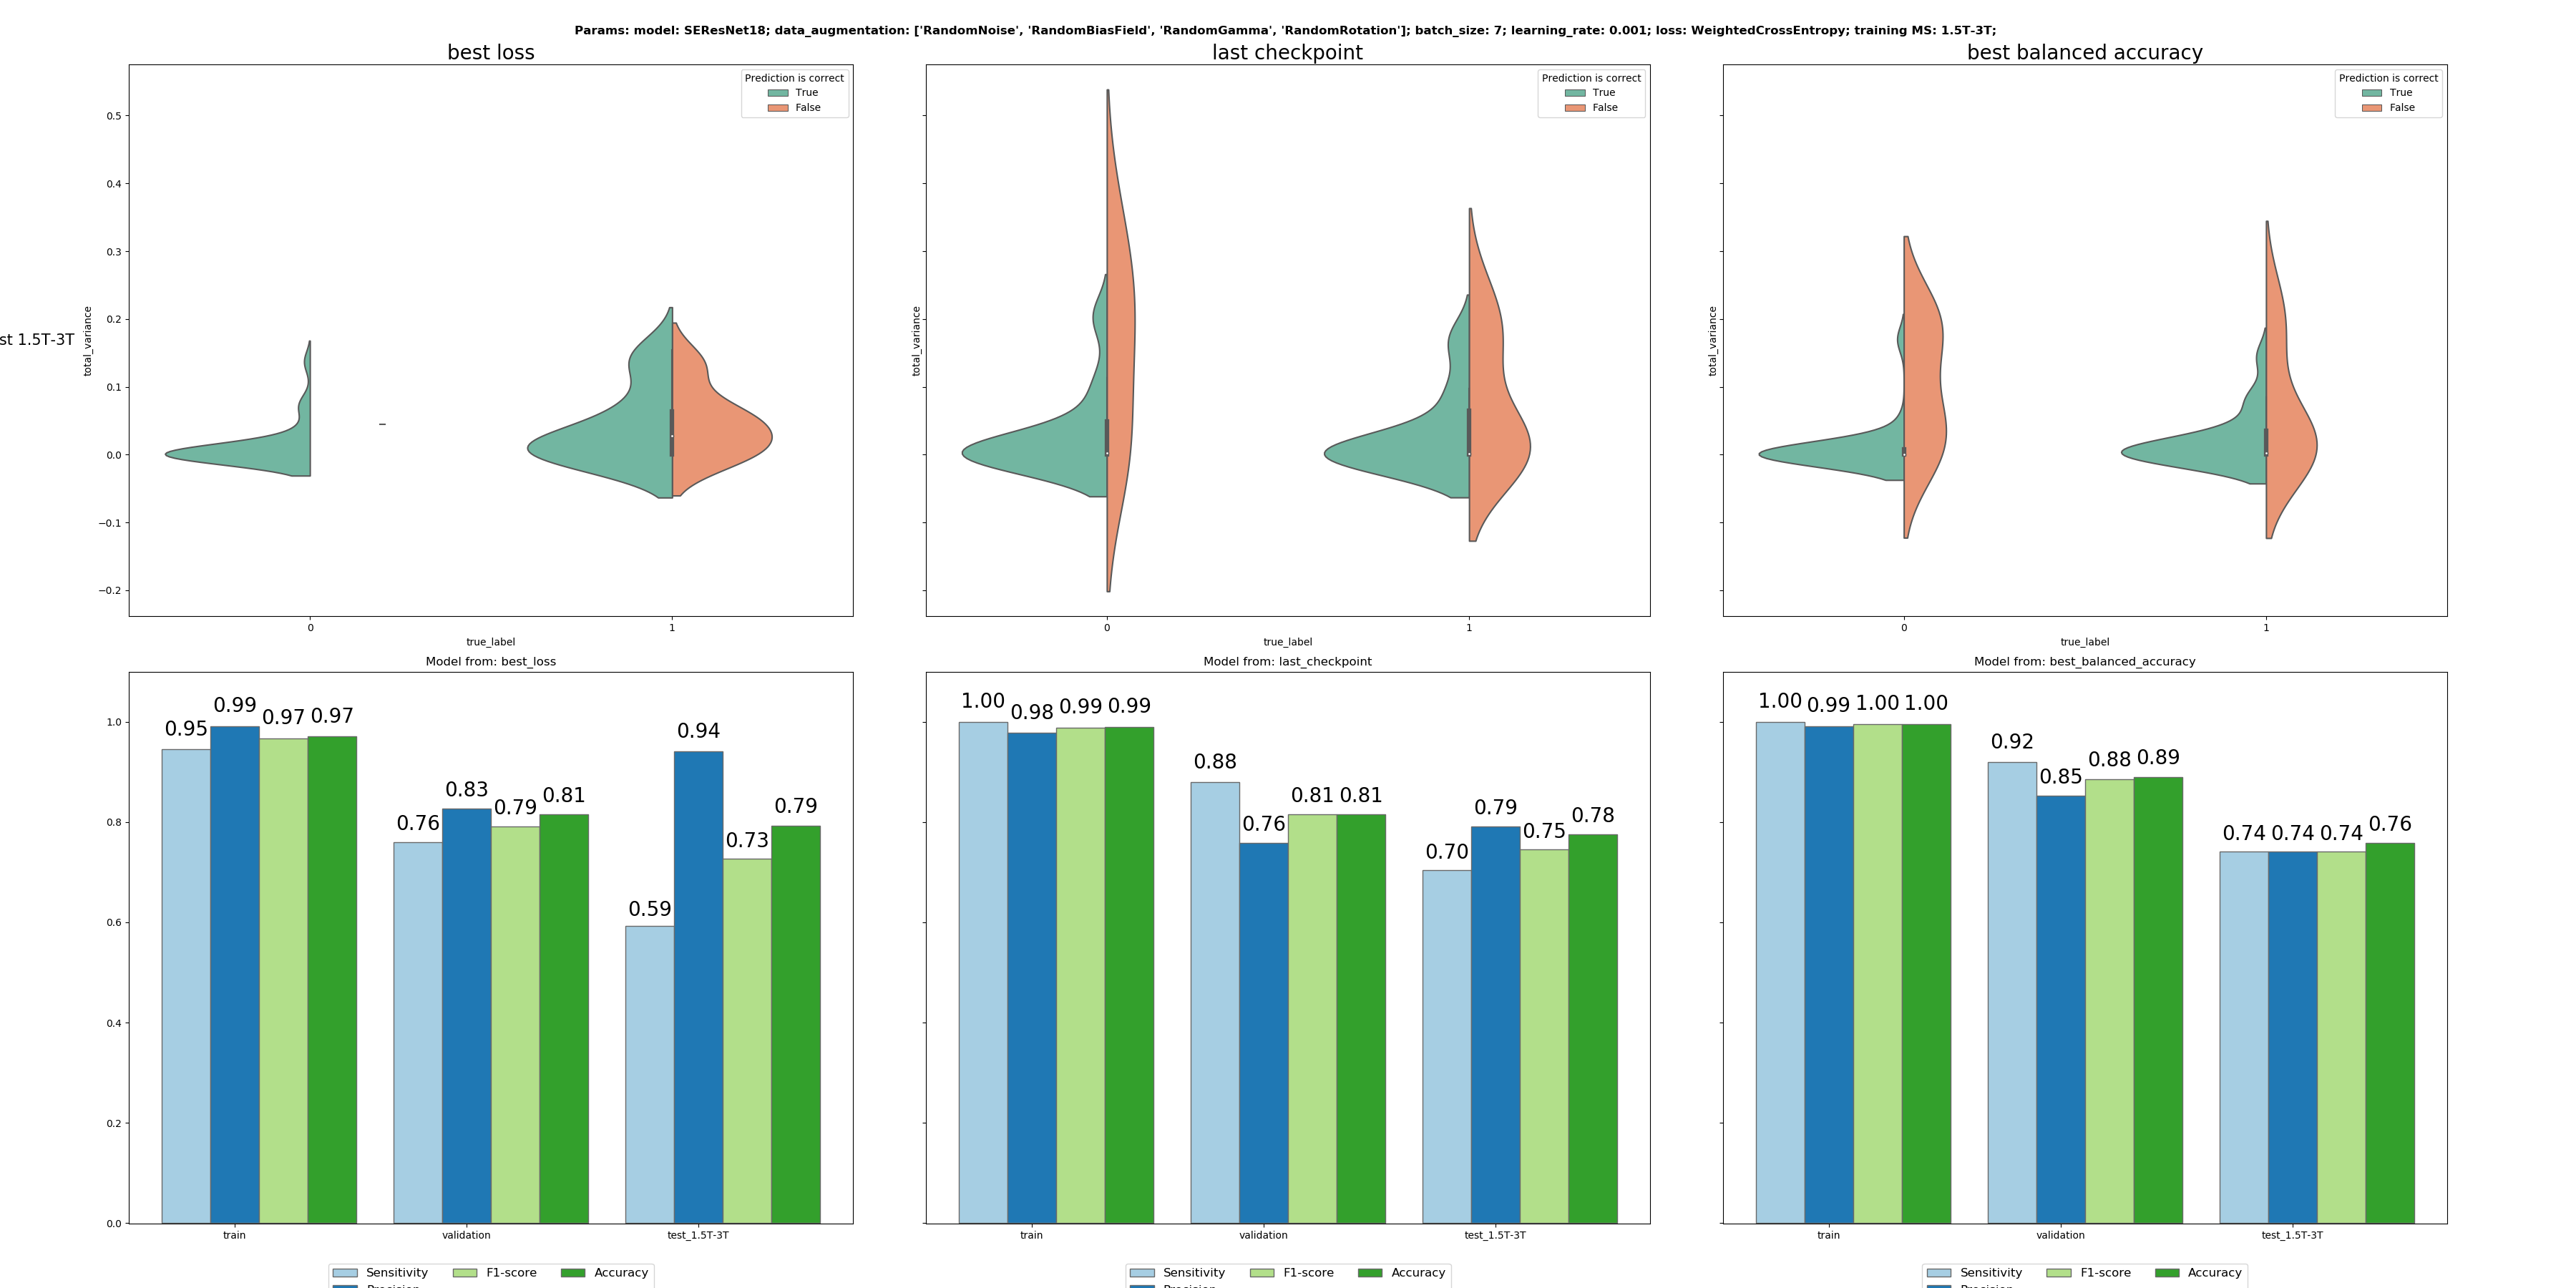 Params: model: SEResNet18; data_augmentation: ['RandomNoise', 'RandomBiasField', 'RandomGamma', 'RandomRotation']; batch_size: 7; learning_rate: 0.001; loss: WeightedCrossEntropy; training MS: 1.5T-3T;
best loss
last checkpoint
best balanced accuracy
st 1.5T-3T
total_variance
0.5
0.4
0.3
0.2
0.1
0.0
−0.1
−0.2
Prediction is correct
True
False
0 1
true_label
total_variance
Prediction is correct
True
False
0 1
true_label
total_variance
Prediction is correct
True
False
0 1
true_label
Model from: best_loss
1.0
0.8
0.6
0.4
0.2
0.0
0.95 0.99 0.97 0.97
0.76 0.83 0.79 0.81
0.59 0.94 0.73 0.79
train validation test_1.5T-3T
Sensitivity F1-score Accuracy
Precision
Model from: last_checkpoint
1.00 0.98 0.99 0.99
0.88 0.76 0.81 0.81
0.70 0.79 0.75 0.78
train validation test_1.5T-3T
Sensitivity F1-score Accuracy
Precision
Model from: best_balanced_accuracy
1.00 0.99 1.00 1.00
0.92 0.85 0.88 0.89
0.74 0.74 0.74 0.76
train validation test_1.5T-3T
Sensitivity F1-score Accuracy
Precision